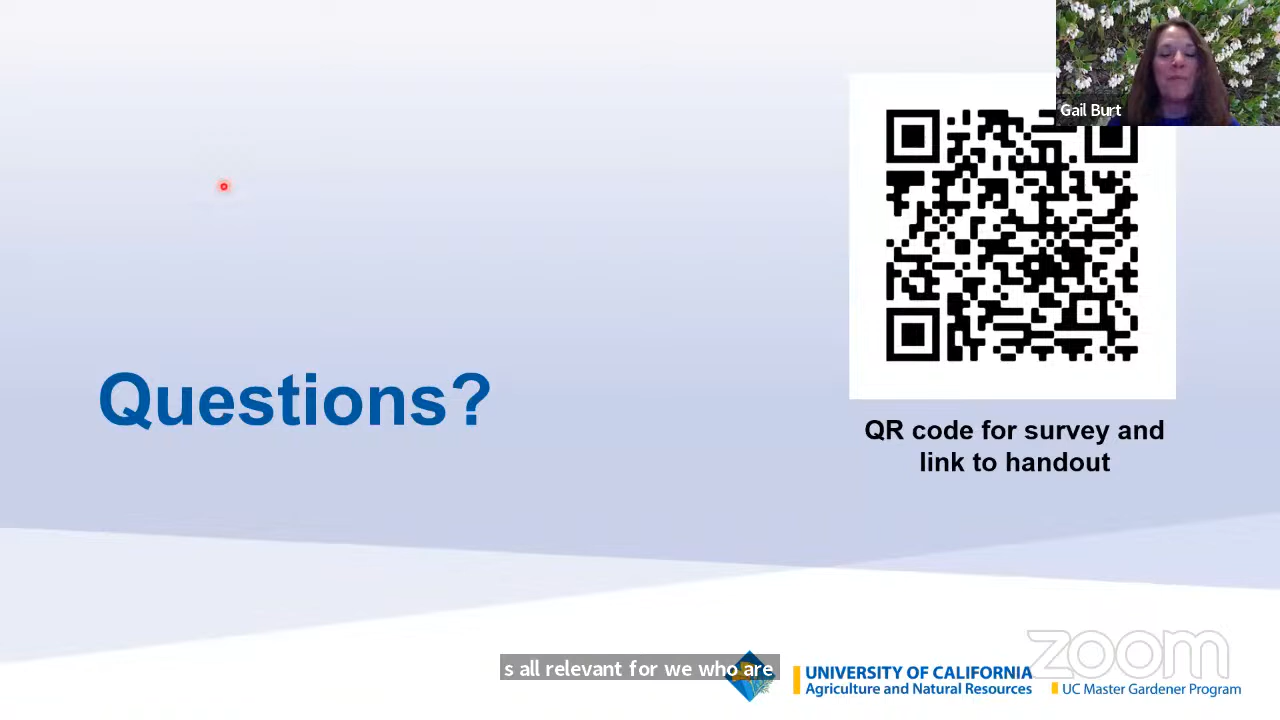 Gail Burt
Questions?
QR code for survey and
link to handout
zoom
s all relevant for we who are
UNIVERSITY OF CALIFORNIA
Agriculture and Natural Resources
UC Master Gardener Program